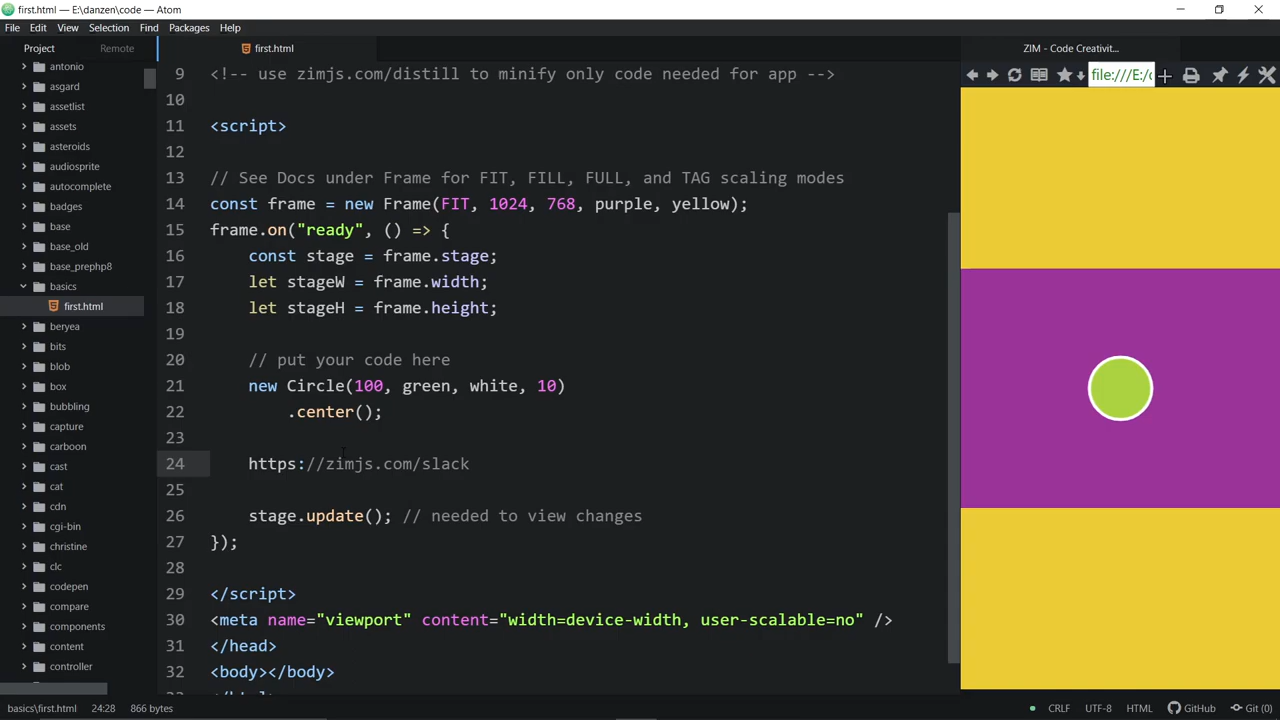 first.html — E:\danzen\code — Atom
File Edit View Selection Find Packages Help
Project Remote
first.html
ZIM - Code Creativit...
file:///E:/c
antonio
asgard
assetlist
assets
asteroids
audiosprite
autocomplete
badges
base
base_old
base_prephp8
basics
first.html
beryea
bits
blob
box
bubbling
capture
carboon
cast
cat
cdn
cgi-bin
christine
clc
codepen
compare
components
content
controller
9 <!-- use zimjs.com/distill to minify only code needed for app -->
10
11 <script>
12
13 // See Docs under Frame for FIT, FILL, FULL, and TAG scaling modes
14 const frame = new Frame(FIT, 1024, 768, purple, yellow);
15 frame.on("ready", () => {
16 const stage = frame.stage;
17 let stageW = frame.width;
18 let stageH = frame.height;
19
20 // put your code here
21 new Circle(100, green, white, 10)
22 .center();
23
24 https://zimjs.com/slack
25
26 stage.update(); // needed to view changes
27 });
28
29 </script>
30 <meta name="viewport" content="width=device-width, user-scalable=no" />
31 </head>
32 <body></body>
basics\first.html 24:28 866 bytes
CRLF UTF-8 HTML GitHub Git (0)